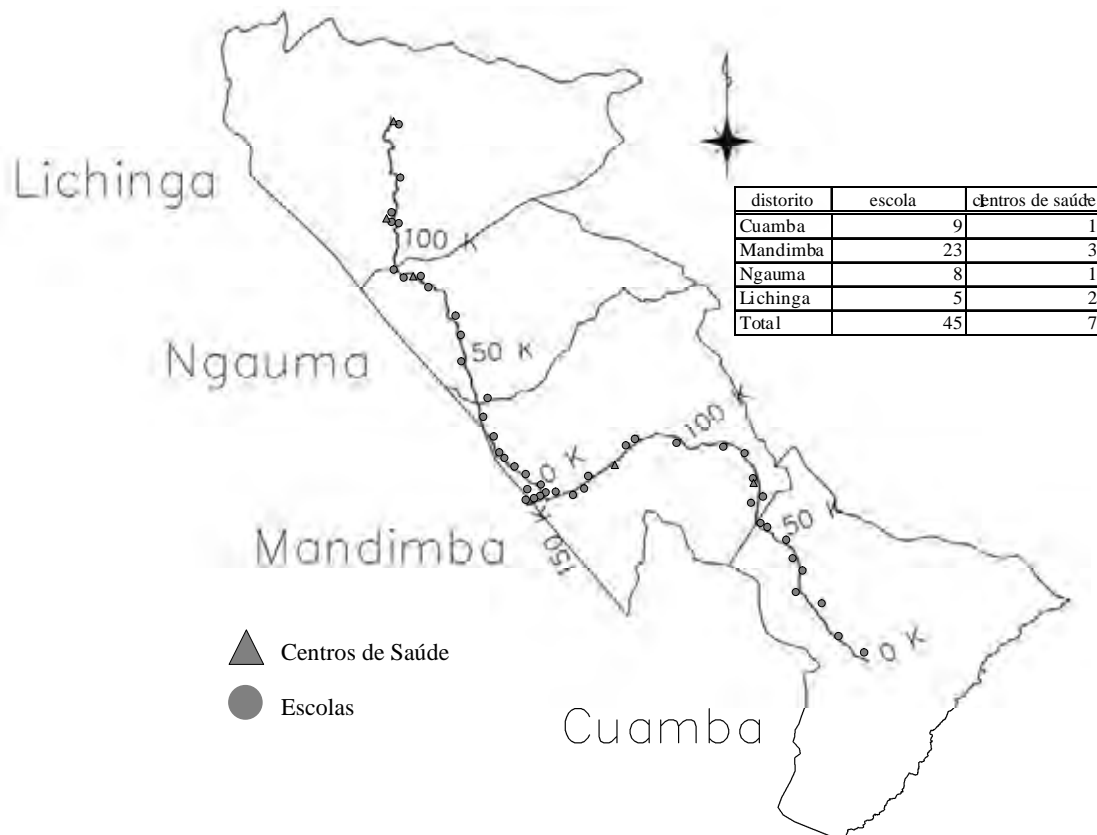 Lichinga
100 K
distorito escola centros de saúde
Cuamba 9 1
Mandimba 23 3
Ngauma 8 1
Lichinga 5 2
Total 45 7
Ngauma
50 K
100 K
0 K
150 K
Mandimba
50 K
0 K
Centros de Saúde
Escolas
Cuamba